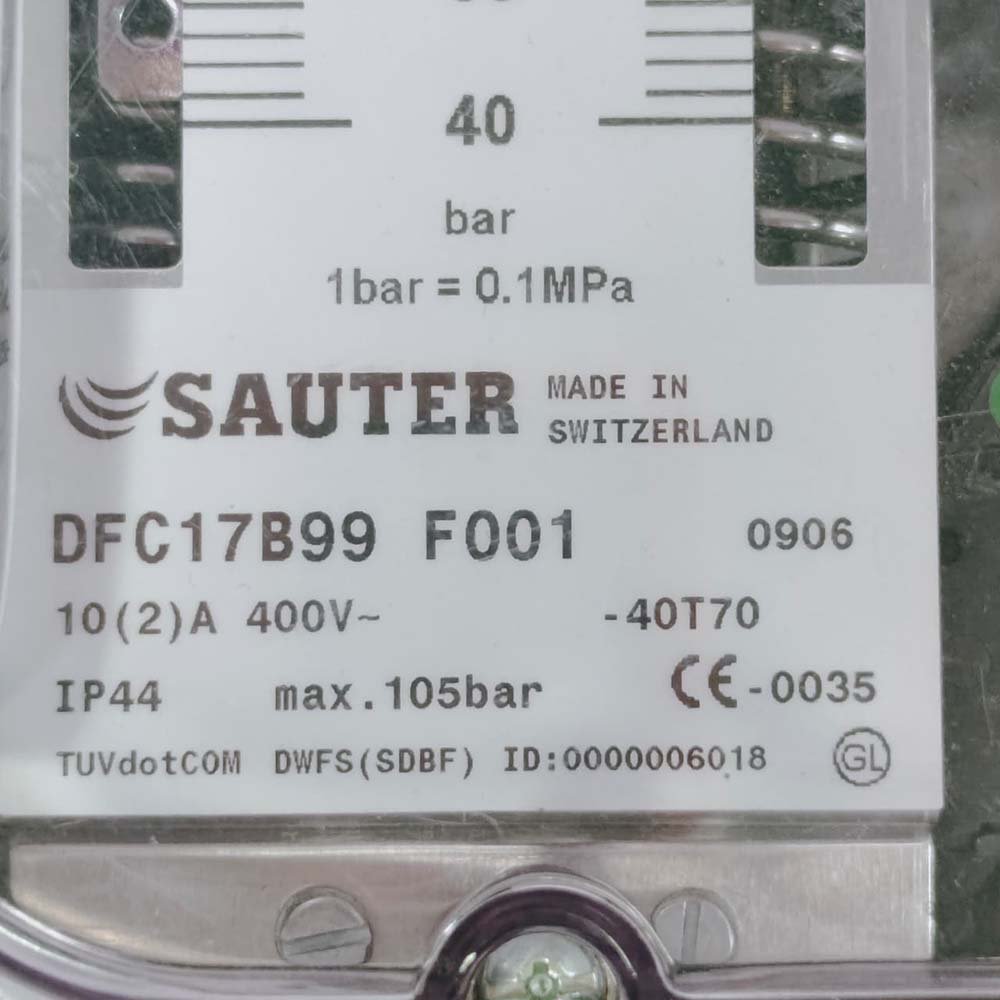 40
bar
1bar = 0.1MPa
SAUTER MADE IN
SWITZERLAND
DFC17B99 F001 0906
10(2)A 400V~ -40T70
IP44 max.105bar CE-0035
TUVdotCOM DWFS(SDBF) ID:0000006018 GL